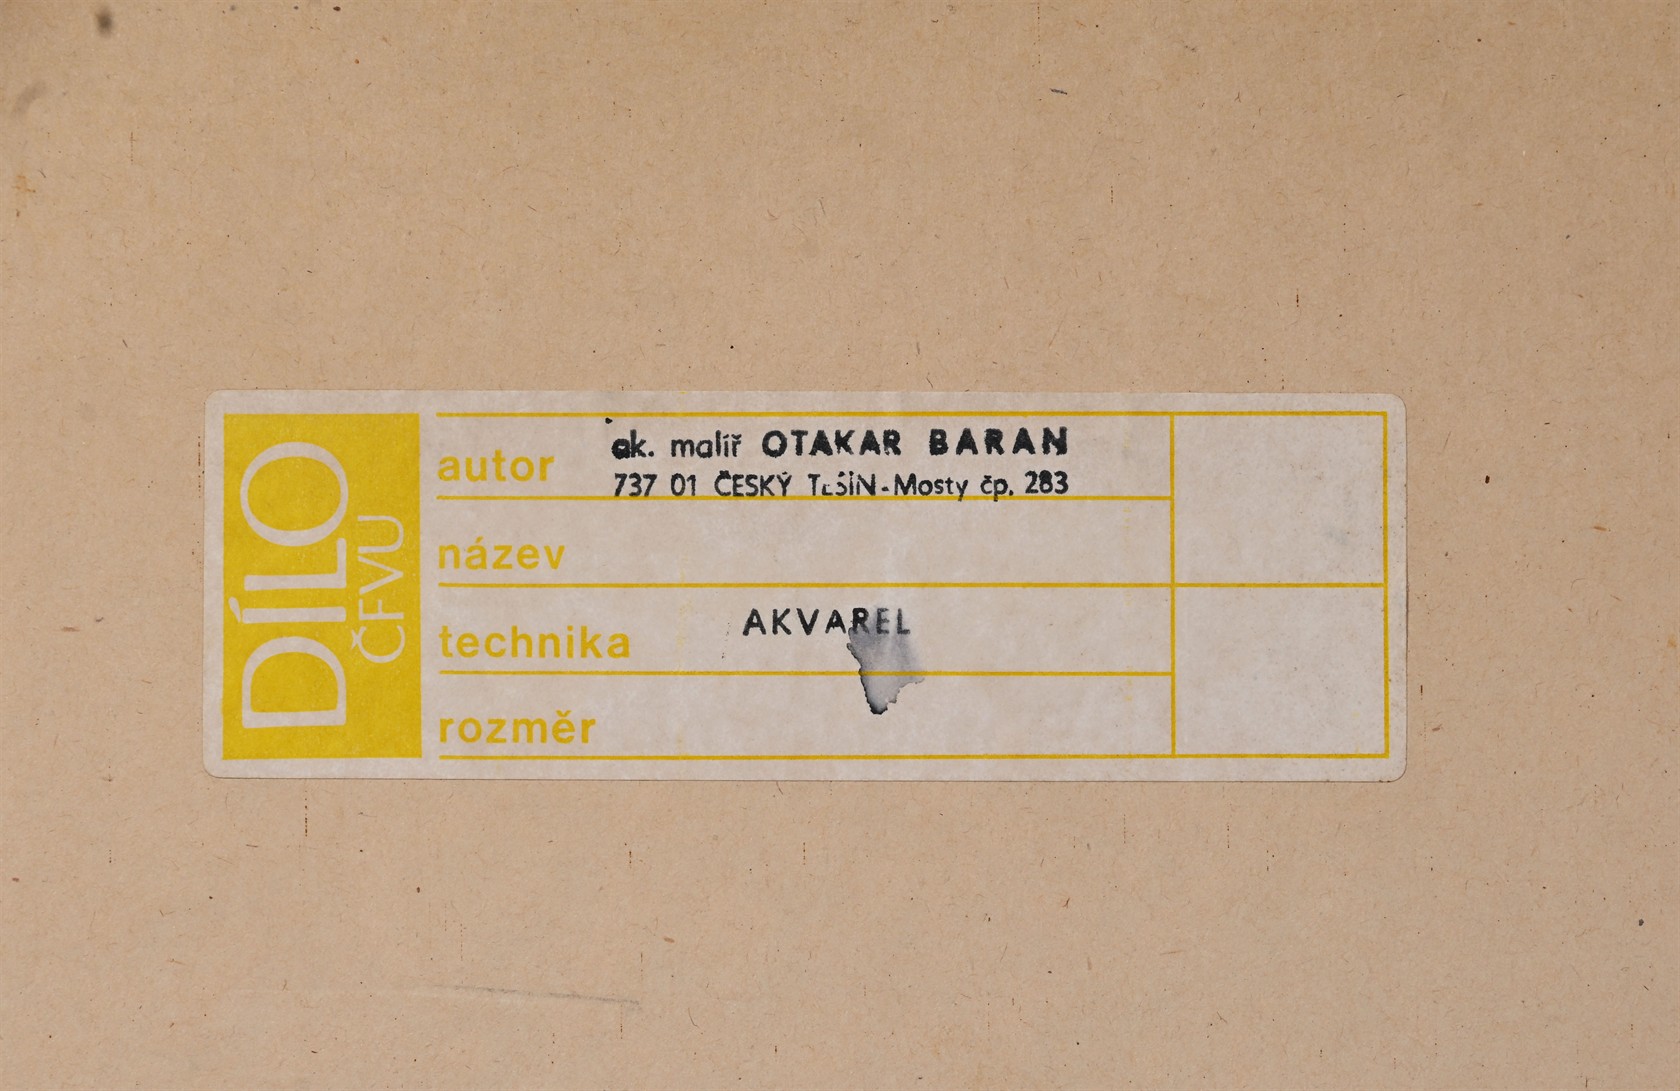 DÍLO
ČFVU
autor
ak. malíř OTAKAR BARAN
737 01 ČESKÝ TĚŠÍN-Mosty čp. 283
název
technika
AKVAREL
rozměr